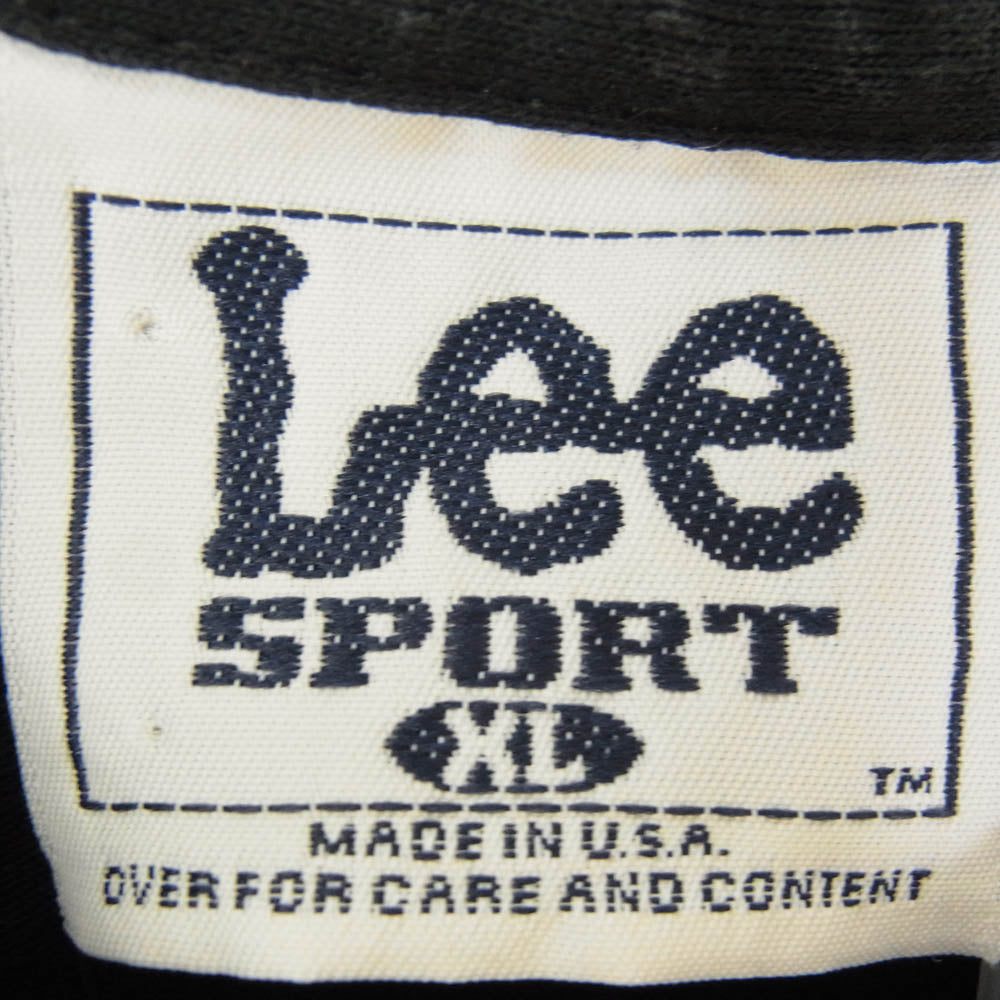 Lee
SPORT
XL
TM
MADE IN U.S.A.
OVER FOR CARE AND CONTENT